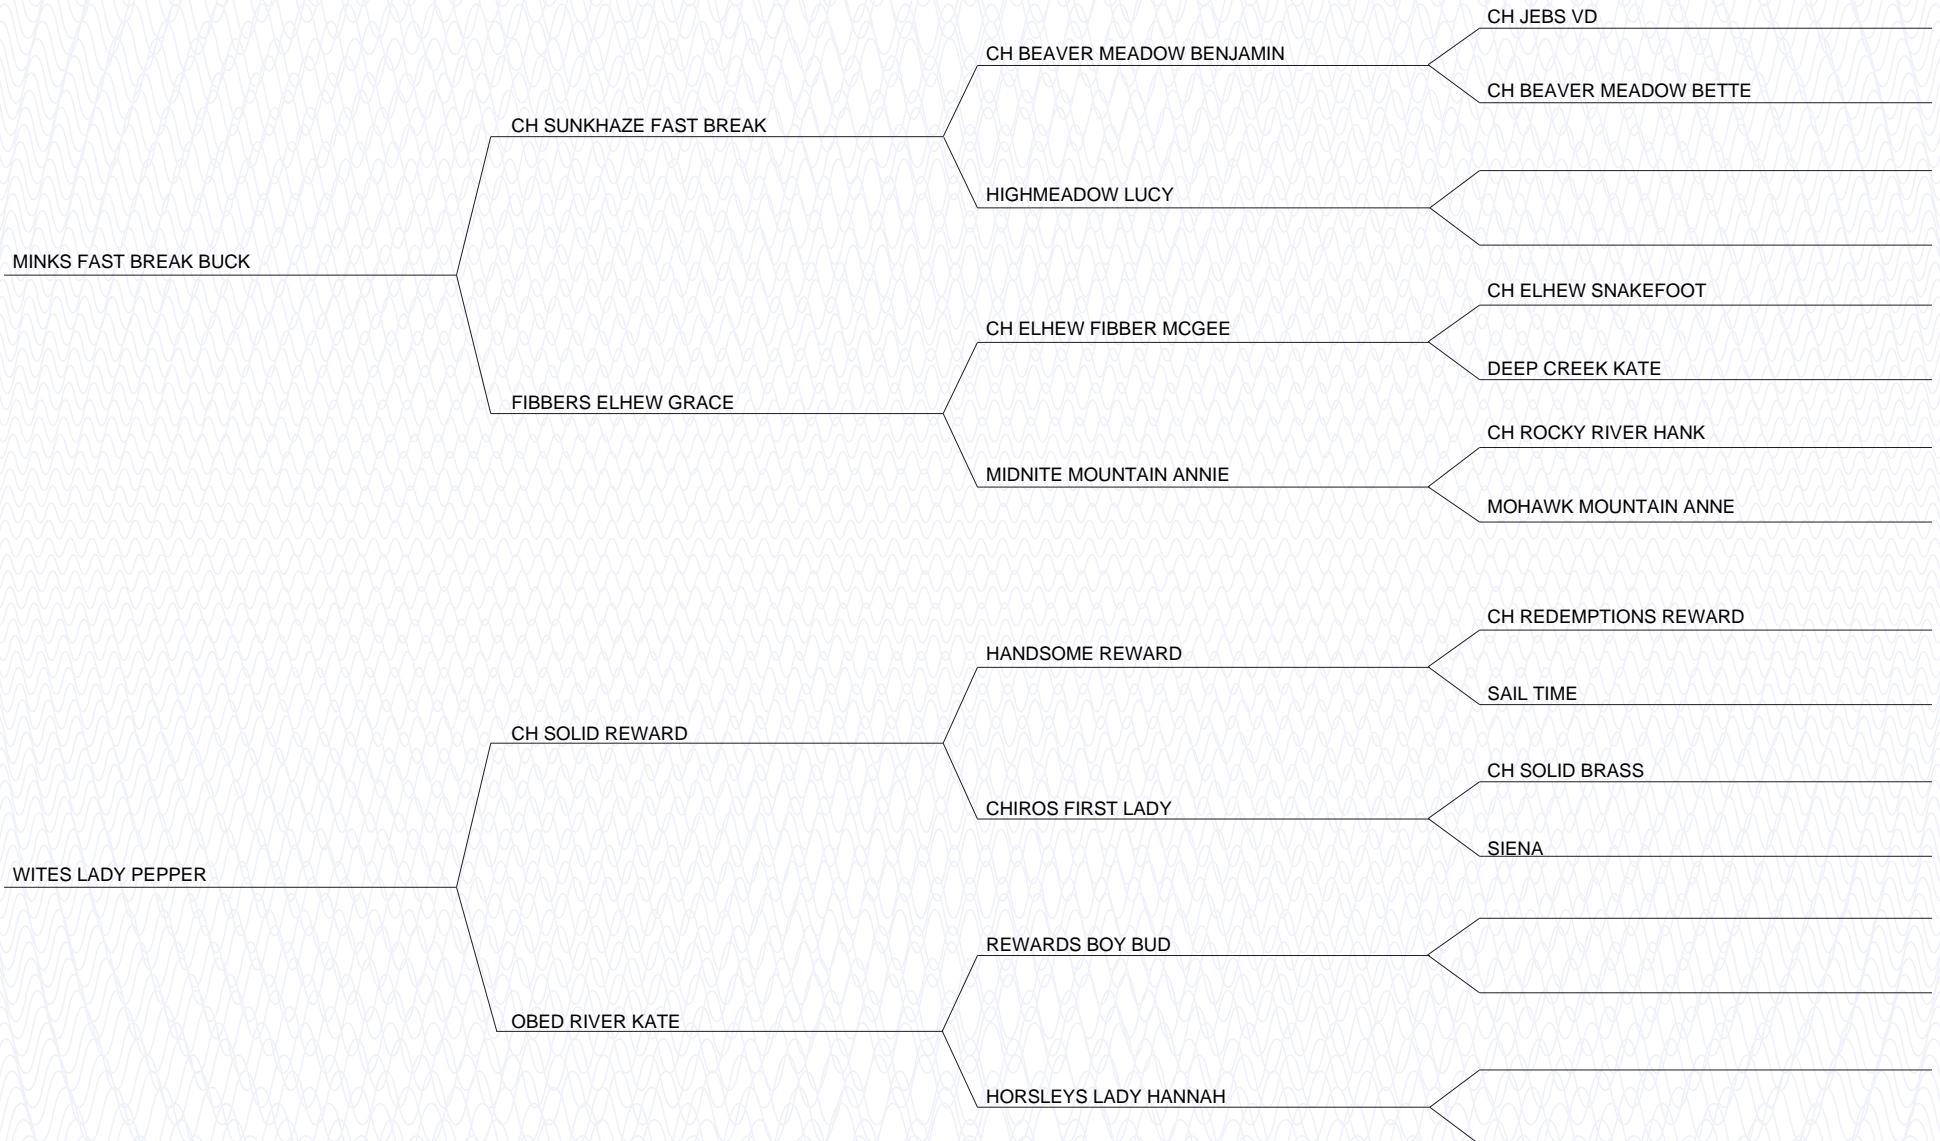 CH JEBS VD
CH BEAVER MEADOW BENJAMIN
CH BEAVER MEADOW BETTE
CH SUNKHAZE FAST BREAK
HIGHMEADOW LUCY
MINKS FAST BREAK BUCK
CH ELHEW SNAKEFOOT
CH ELHEW FIBBER MCGEE
DEEP CREEK KATE
FIBBERS ELHEW GRACE
CH ROCKY RIVER HANK
MIDNITE MOUNTAIN ANNIE
MOHAWK MOUNTAIN ANNE
CH REDEMPTIONS REWARD
HANDSOME REWARD
SAIL TIME
CH SOLID REWARD
CH SOLID BRASS
CHIROS FIRST LADY
SIENA
WITES LADY PEPPER
REWARDS BOY BUD
OBED RIVER KATE
HORSLEYS LADY HANNAH